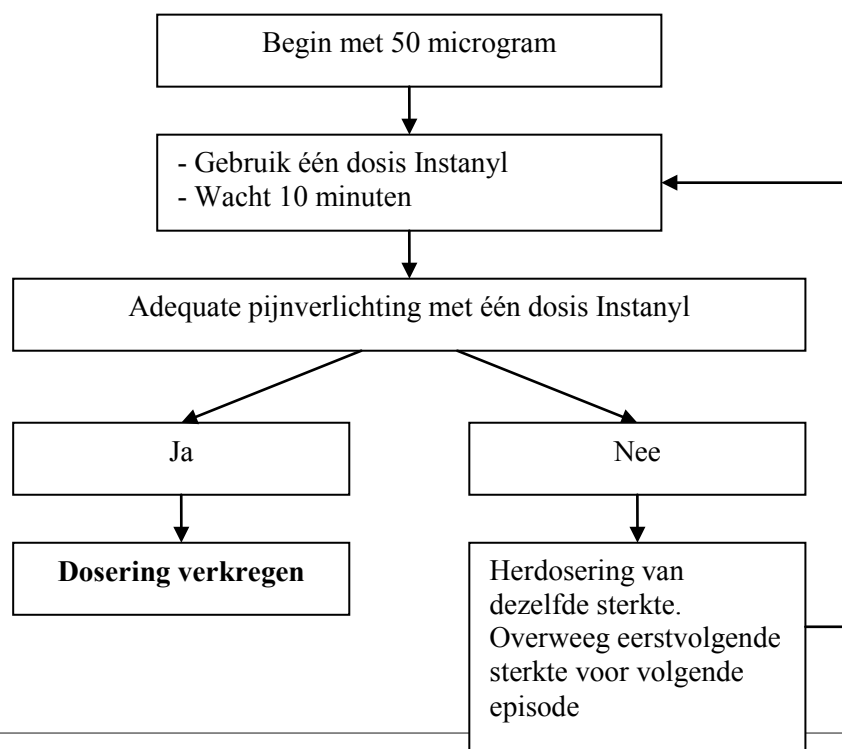 Begin met 50 microgram
- Gebruik één dosis Instanyl
- Wacht 10 minuten
Adequate pijnverlichting met één dosis Instanyl
Ja
Nee
Dosering verkregen
Herdosering van
dezelfde sterkte.
Overweeg eerstvolgende
sterkte voor volgende
episode